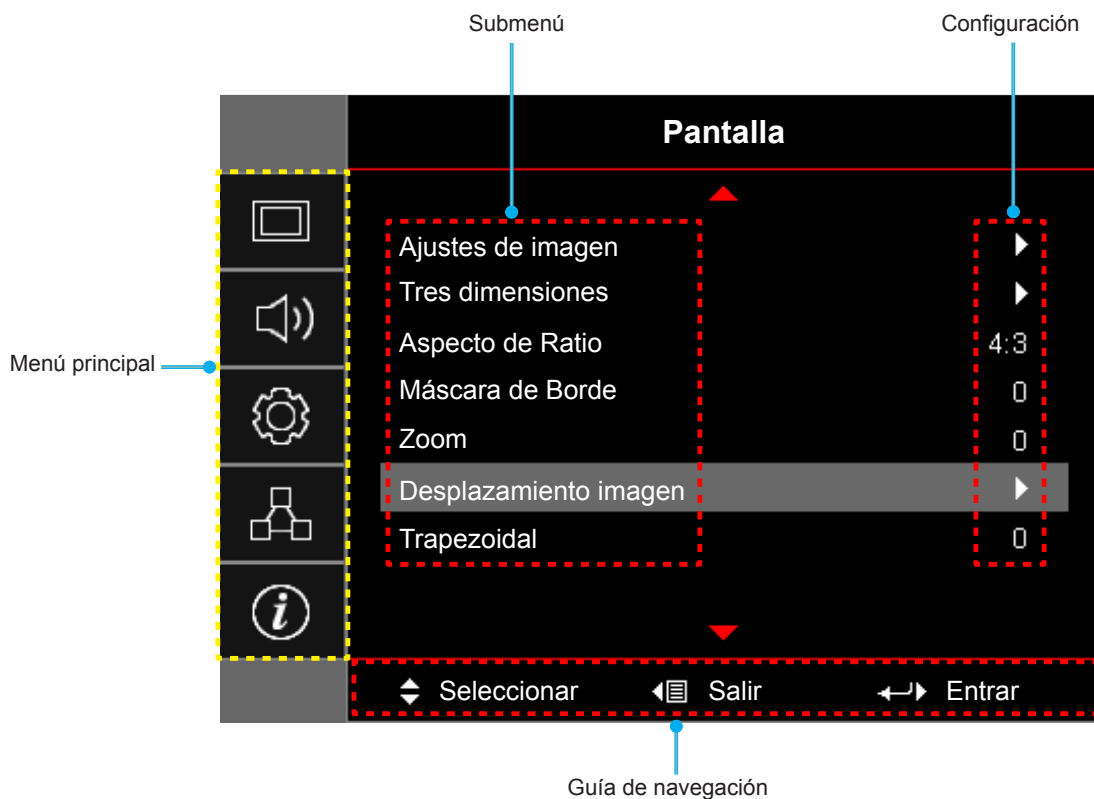 Submenú
Configuración
Pantalla
Ajustes de imagen
Tres dimensiones
Aspecto de Ratio 4:3
Menú principal
Máscara de Borde 0
Zoom 0
Desplazamiento imagen
Trapezoidal 0
i
Seleccionar Salir Entrar
Guía de navegación